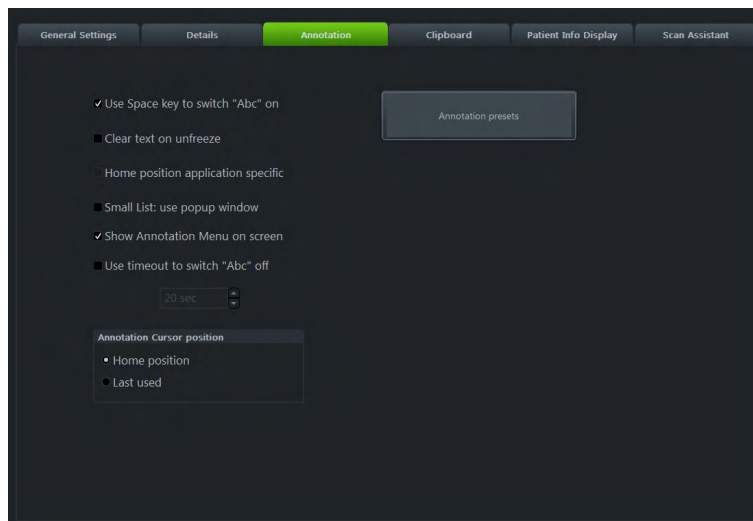 General Settings
Details
Annotation
Clipboard
Patient Info Display
Scan Assistant
Use Space key to switch "Abc" on
Annotation presets
Clear text on unfreeze
Home position application specific
Small List: use popup window
Show Annotation Menu on screen
Use timeout to switch "Abc" off
20 sec
Annotation Cursor position
Home position
Last used